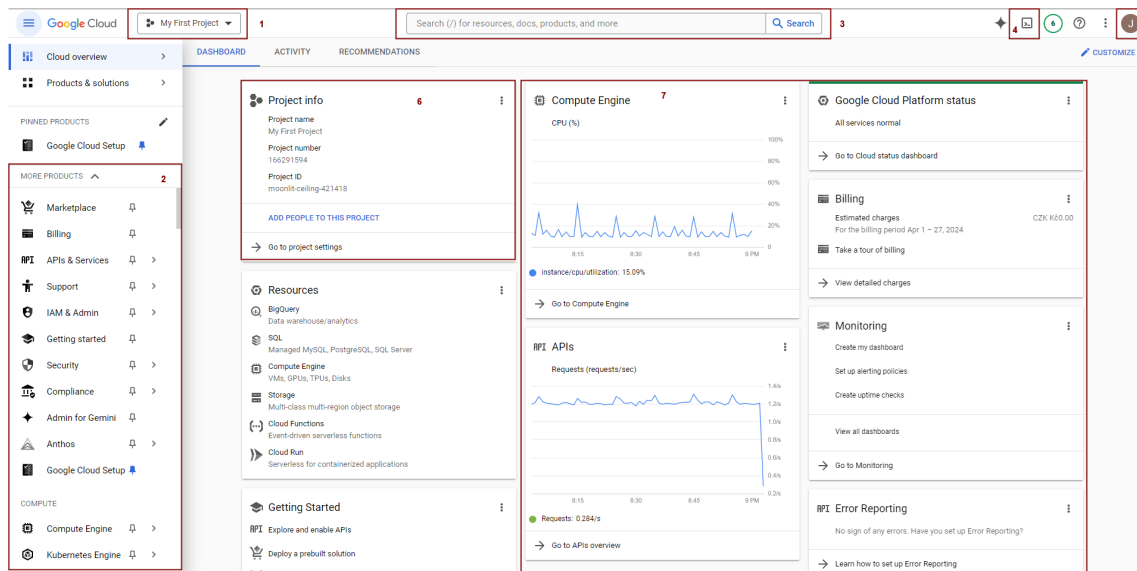 Google Cloud
My First Project
1
Search (/) for resources, docs, products, and more
Search
3
4
6
J
Cloud overview
Products & solutions
PINNED PRODUCTS
Google Cloud Setup
MORE PRODUCTS
2
Marketplace
Billing
API APIs & Services
Support
IAM & Admin
Getting started
Security
Compliance
Admin for Gemini
Anthos
Google Cloud Setup
COMPUTE
Compute Engine
Kubernetes Engine
DASHBOARD
ACTIVITY
RECOMMENDATIONS
CUSTOMIZE
Project info
6
Project name
My First Project
Project number
166291594
Project ID
moonlit-ceiling-421418
ADD PEOPLE TO THIS PROJECT
Go to project settings
Resources
BigQuery
Data warehouse/analytics
SQL
Managed MySQL, PostgreSQL, SQL Server
Compute Engine
VMs, GPUs, TPUs, Disks
Storage
Multi-class multi-region object storage
Cloud Functions
Event-driven serverless functions
Cloud Run
Serverless for containerized applications
Getting Started
API Explore and enable APIs
Deploy a prebuilt solution
Compute Engine
7
CPU (%)
100%
80%
60%
40%
20%
0
8:15 8:30 8:45 9 PM
instance/cpu/utilization: 15.09%
Go to Compute Engine
API APIs
Requests (requests/sec)
1.4/s
1.2/s
1.0/s
0.8/s
0.6/s
0.4/s
0.2/s
8:15 8:30 8:45 9 PM
Requests: 0.284/s
Go to APIs overview
Google Cloud Platform status
All services normal
Go to Cloud status dashboard
Billing
Estimated charges CZK Kč0.00
For the billing period Apr 1 – 27, 2024
Take a tour of billing
View detailed charges
Monitoring
Create my dashboard
Set up alerting policies
Create uptime checks
View all dashboards
Go to Monitoring
API Error Reporting
No sign of any errors. Have you set up Error Reporting?
Learn how to set up Error Reporting